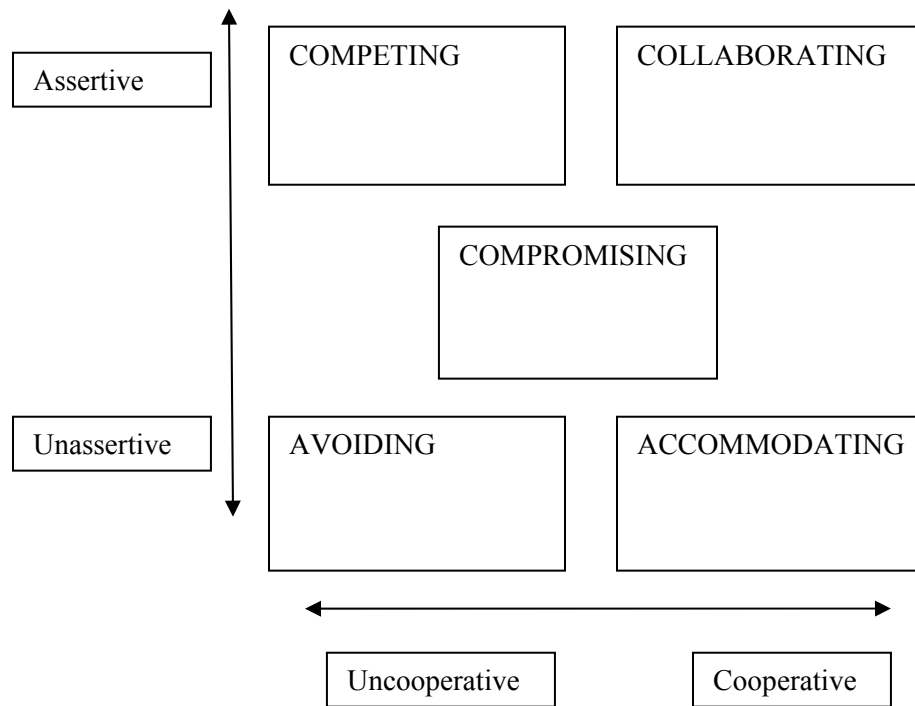 COMPETING
COLLABORATING
Assertive
COMPROMISING
Unassertive
AVOIDING
ACCOMMODATING
Uncooperative
Cooperative